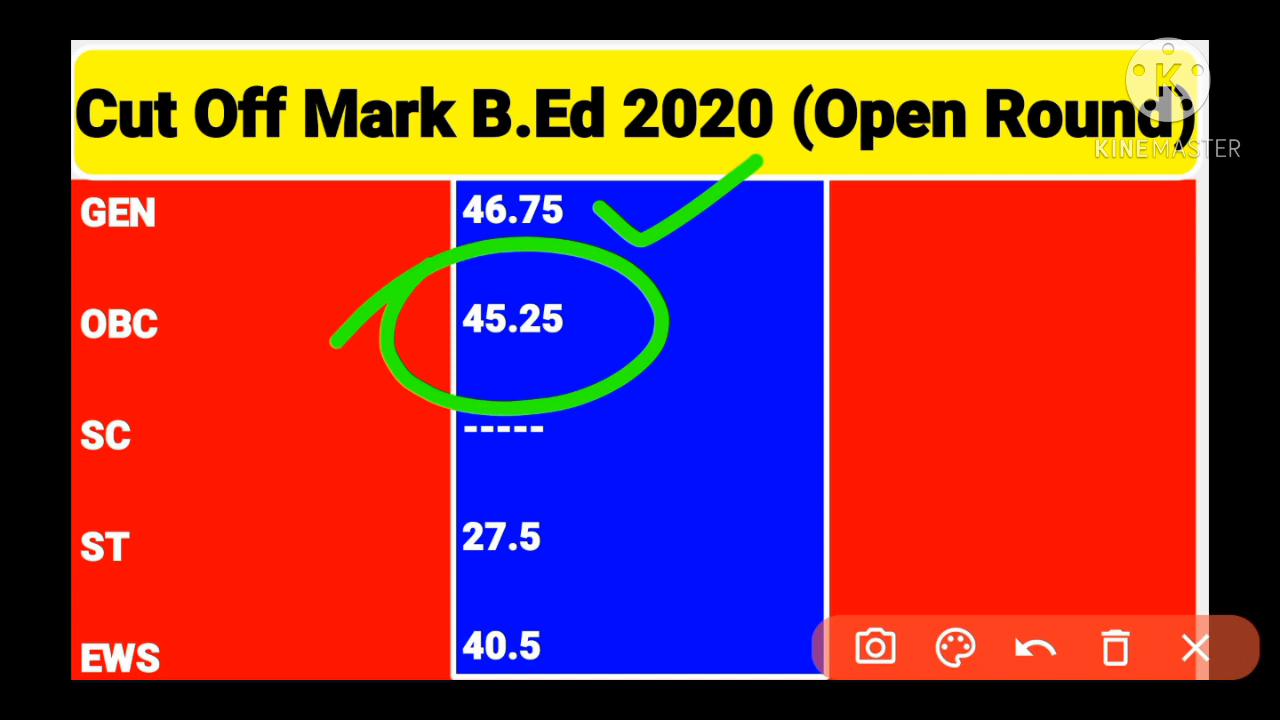 Cut Off Mark B.Ed 2020 (Open Round)
K
KINEMASTER
GEN 46.75
OBC 45.25
SC -----
ST 27.5
EWS 40.5